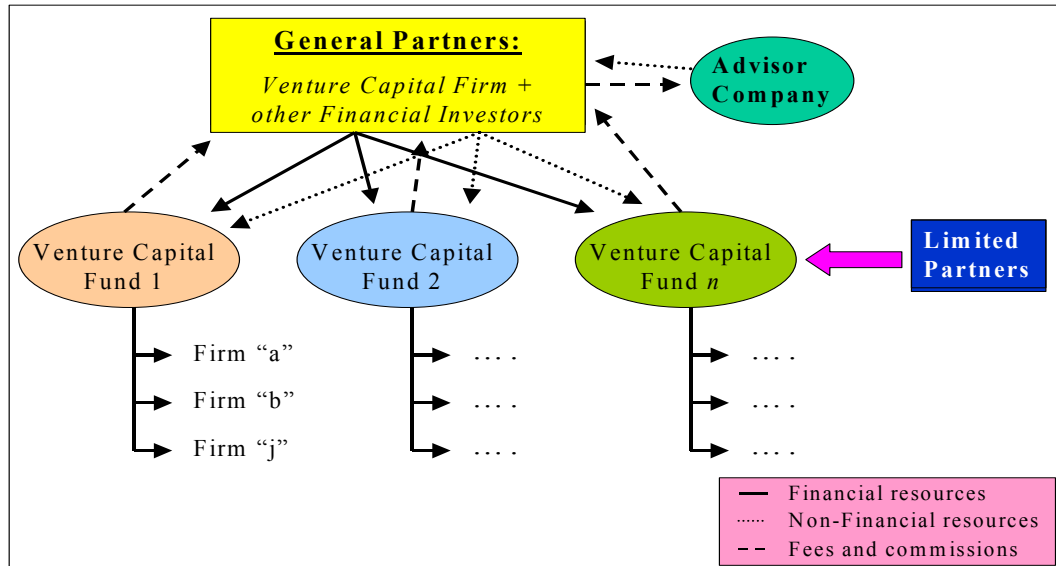 General Partners:
Venture Capital Firm +
other Financial Investors
Advisor
Company
Venture Capital
Fund 1
Venture Capital
Fund 2
Venture Capital
Fund n
Limited
Partners
Firm “a”
Firm “b”
Firm “j”
....
....
....
....
....
....
Financial resources
Non-Financial resources
Fees and commissions